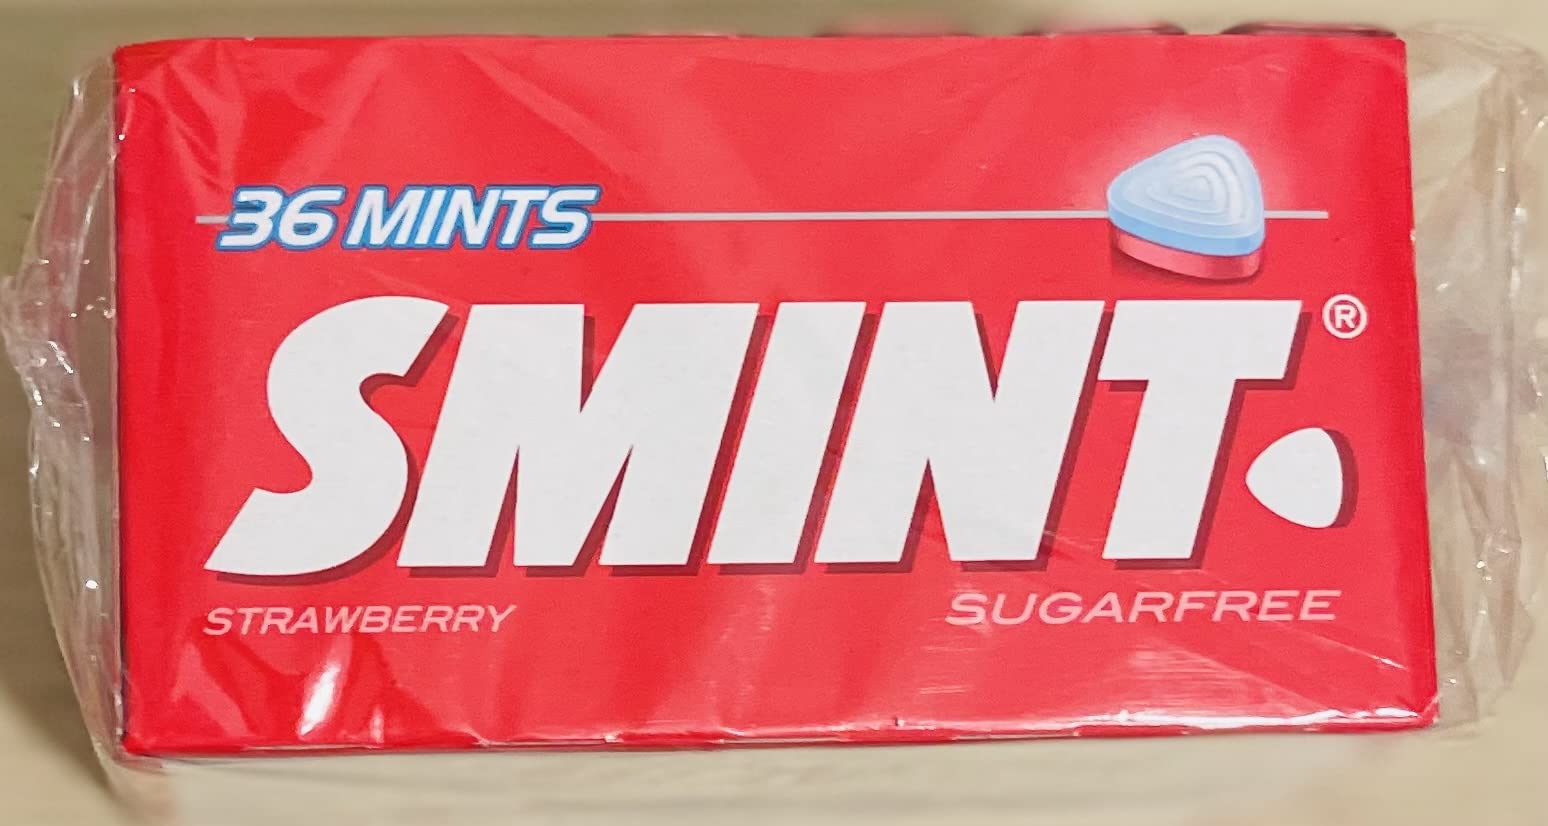 36 MINTS
SMINT®
STRAWBERRY
SUGARFREE